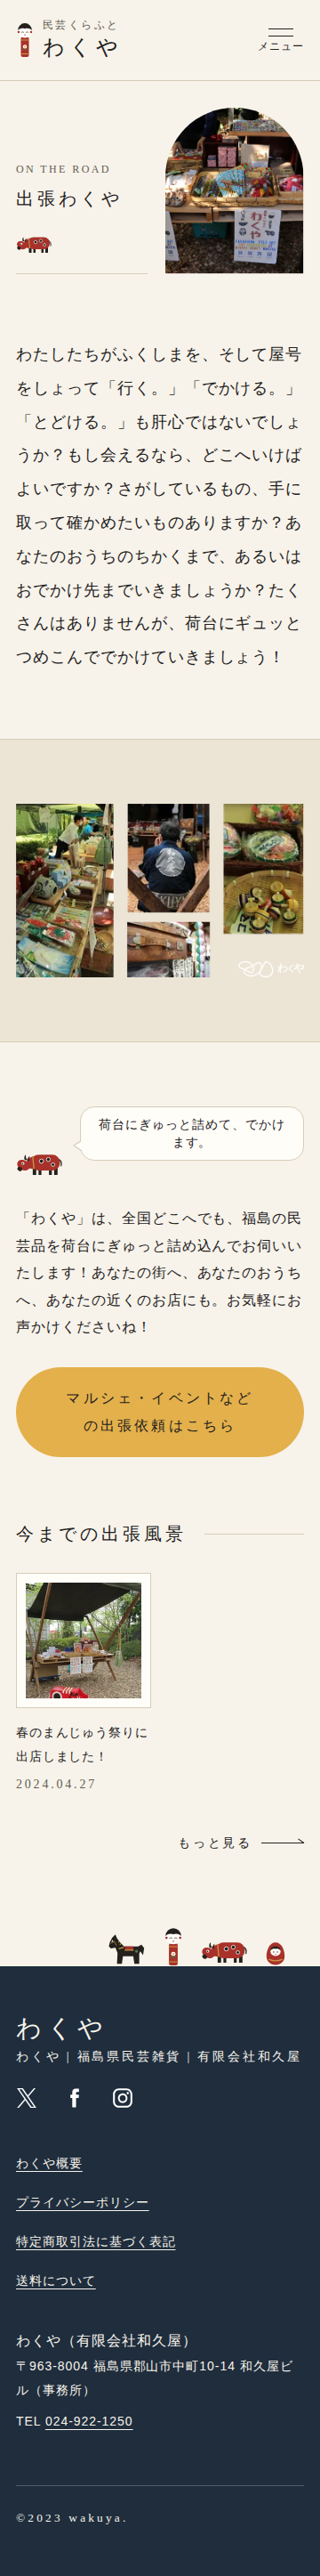 民芸くらふと
わくや
メニュー
ON THE ROAD
出張わくや
わくや
わたしたちがふくしまを、そして屋号
をしょって「行く。」「でかける。」
「とどける。」も肝心ではないでしょ
うか？もし会えるなら、どこへいけば
よいですか？さがしているもの、手に
取って確かめたいものありますか？あ
なたのおうちのちかくまで、あるいは
おでかけ先までいきましょうか？たく
さんはありませんが、荷台にギュッと
つめこんででかけていきましょう！
わくや
荷台にぎゅっと詰めて、でかけ
ます。
「わくや」は、全国どこへでも、福島の民
芸品を荷台にぎゅっと詰め込んでお伺いい
たします！あなたの街へ、あなたのおうち
へ、あなたの近くのお店にも。お気軽にお
声かけくださいね！
マルシェ・イベントなど
の出張依頼はこちら
今までの出張風景
春のまんじゅう祭りに
出店しました！
2024.04.27
もっと見る
わくや
わくや｜福島県民芸雑貨｜有限会社和久屋
わくや概要
プライバシーポリシー
特定商取引法に基づく表記
送料について
わくや（有限会社和久屋）
〒963-8004 福島県郡山市中町10-14 和久屋ビ
ル（事務所）
TEL 024-922-1250
©2023 wakuya.